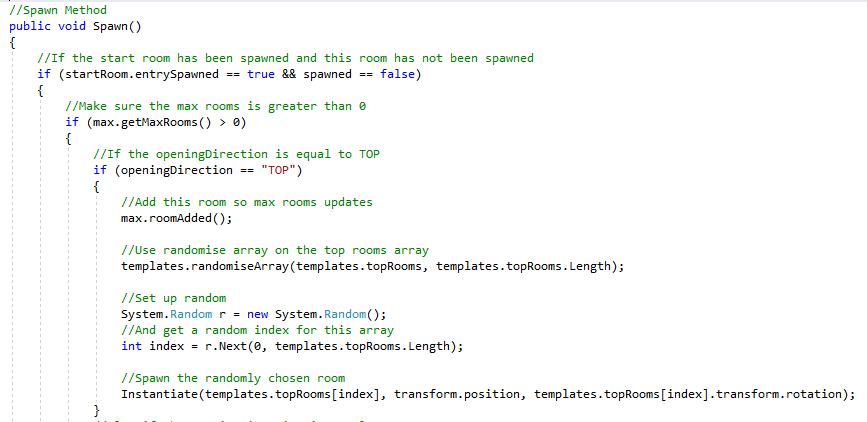 //Spawn Method
public void Spawn()
{
//If the start room has been spawned and this room has not been spawned
if (startRoom.entrySpawned == true && spawned == false)
{
//Make sure the max rooms is greater than 0
if (max.getMaxRooms() > 0)
{
//If the openingDirection is equal to TOP
if (openingDirection == "TOP")
{
//Add this room so max rooms updates
max.roomAdded();
//Use randomise array on the top rooms array
templates.randomiseArray(templates.topRooms, templates.topRooms.Length);
//Set up random
System.Random r = new System.Random();
//And get a random index for this array
int index = r.Next(0, templates.topRooms.Length);
//Spawn the randomly chosen room
Instantiate(templates.topRooms[index], transform.position, templates.topRooms[index].transform.rotation);
}